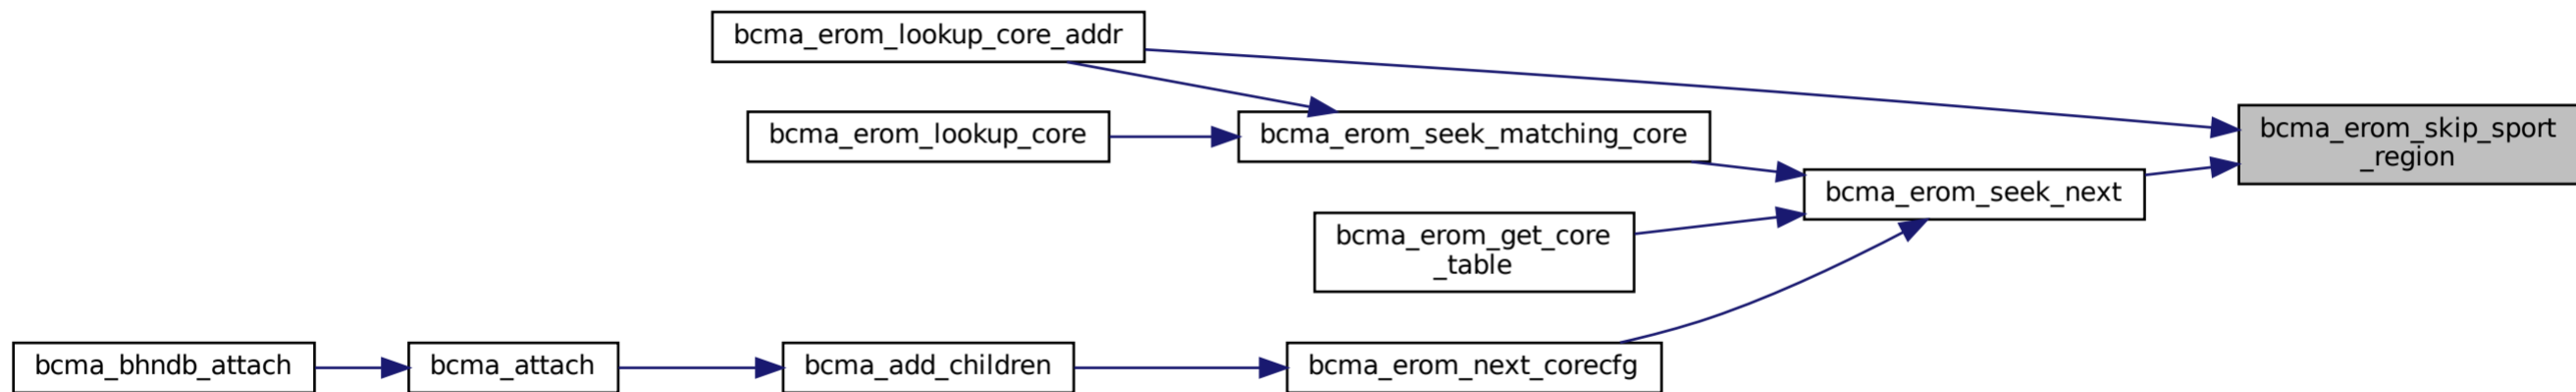 bcma_erom_lookup_core_addr
bcma_erom_lookup_core
bcma_erom_seek_matching_core
bcma_erom_skip_sport
_region
bcma_erom_seek_next
bcma_erom_get_core
_table
bcma_bhndb_attach
bcma_attach
bcma_add_children
bcma_erom_next_corecfg